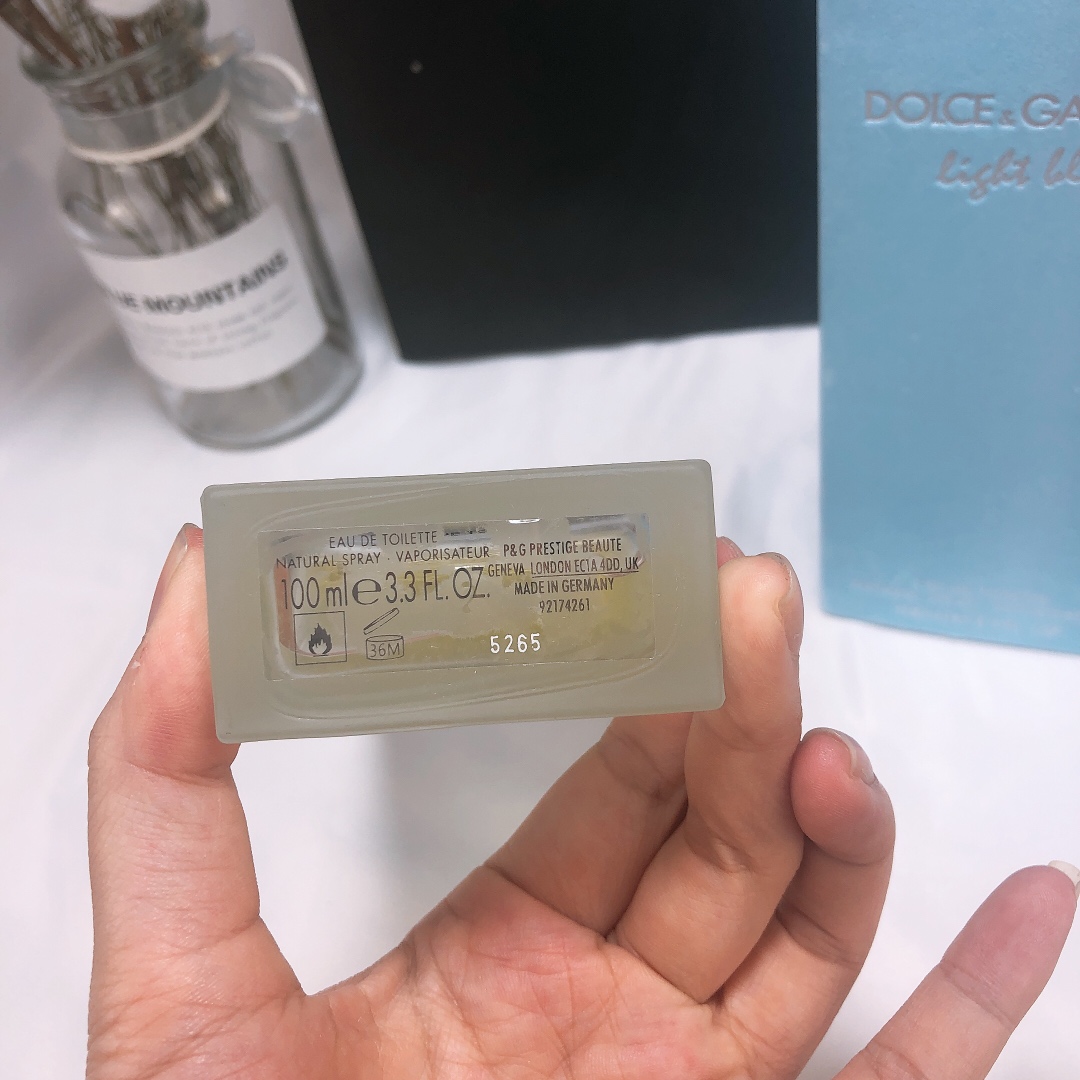 DOLCE & GA
light bl
UE MOUNTAINS
EAU DE TOILETTE
NATURAL SPRAY · VAPORISATEUR
100 ml e 3.3 FL. OZ.
36M
P&G PRESTIGE BEAUTE
GENEVA LONDON EC1A 4DD, UK
MADE IN GERMANY
92174261
5265